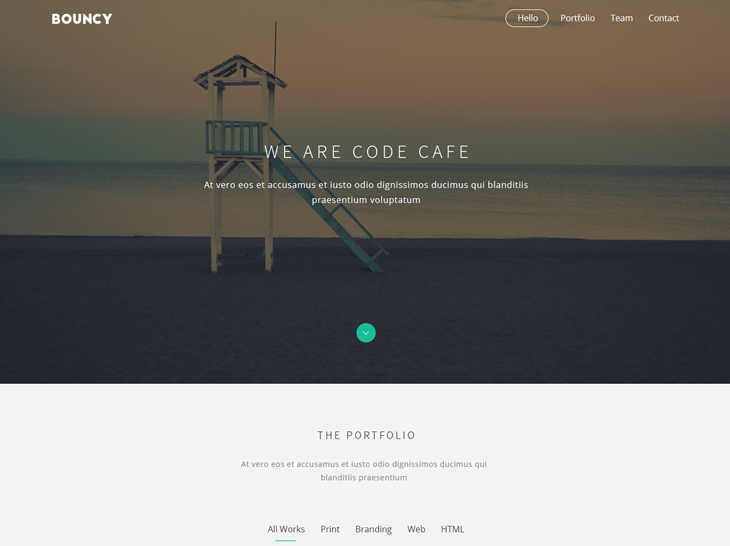 BOUNCY
Hello Portfolio Team Contact
WE ARE CODE CAFE
At vero eos et accusamus et iusto odio dignissimos ducimus qui blanditiis
praesentium voluptatum
THE PORTFOLIO
At vero eos et accusamus et iusto odio dignissimos ducimus qui
blanditiis praesentium
All Works Print Branding Web HTML